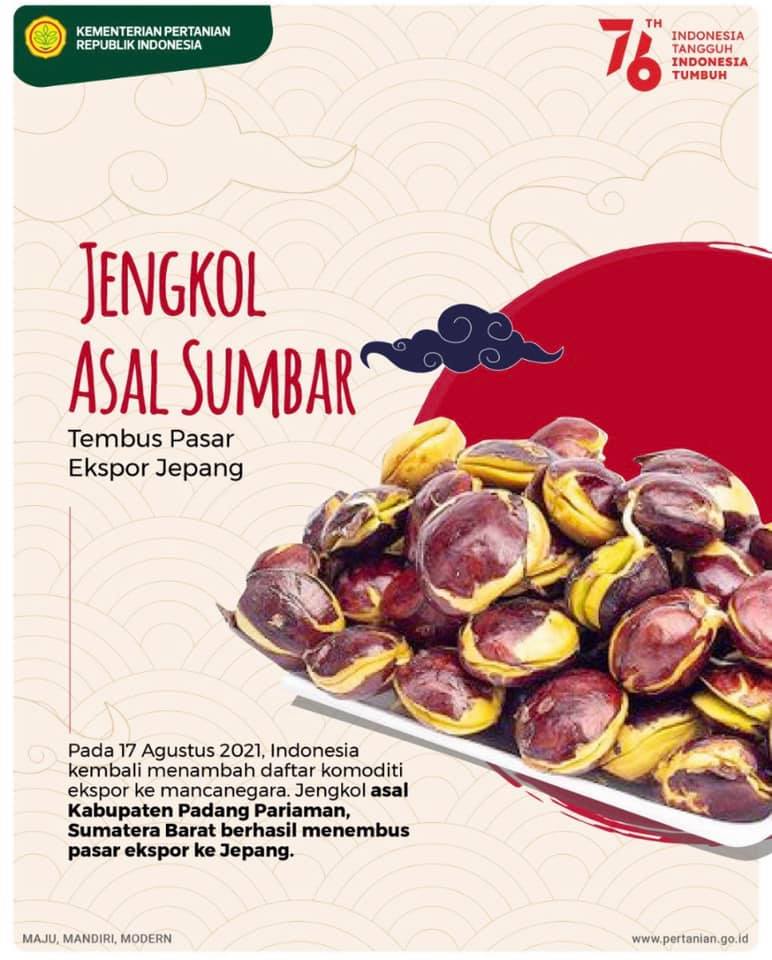 KEMENTERIAN PERTANIAN
REPUBLIK INDONESIA
76 TH
INDONESIA
TANGGUH
INDONESIA
TUMBUH
JENGKOL
ASAL SUMBAR
Tembus Pasar
Ekspor Jepang
Pada 17 Agustus 2021, Indonesia
kembali menambah daftar komoditi
ekspor ke mancanegara. Jengkol asal
Kabupaten Padang Pariaman,
Sumatera Barat berhasil menembus
pasar ekspor ke Jepang.
MAJU, MANDIRI, MODERN
www.pertanian.go.id